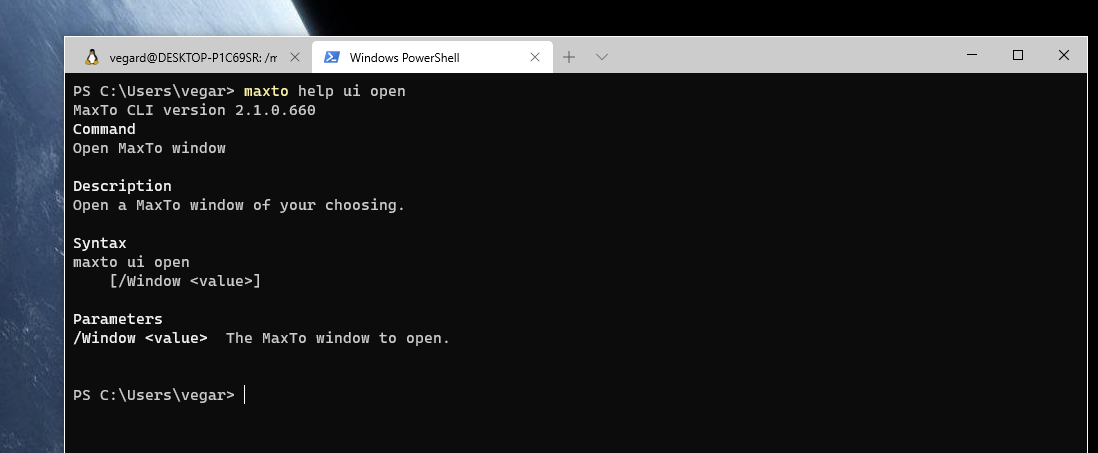 vegard@DESKTOP-P1C69SR: /m
Windows PowerShell
PS C:\Users\vegar> maxto help ui open
MaxTo CLI version 2.1.0.660
Command
Open MaxTo window
Description
Open a MaxTo window of your choosing.
Syntax
maxto ui open
[/Window <value>]
Parameters
/Window <value>  The MaxTo window to open.
PS C:\Users\vegar>